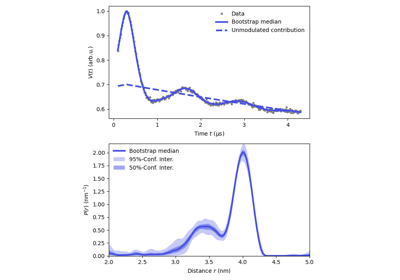 1.0
0.9
0.8
0.7
0.6
V(t) (arb.u.)
Data
Bootstrap median
Unmodulated contribution
0 1 2 3 4
Time t (μs)
2.00
1.75
1.50
1.25
1.00
0.75
0.50
0.25
0.00
P(r) (nm⁻¹)
Bootstrap median
95%-Conf. Inter.
50%-Conf. Inter.
2.0 2.5 3.0 3.5 4.0 4.5 5.0
Distance r (nm)